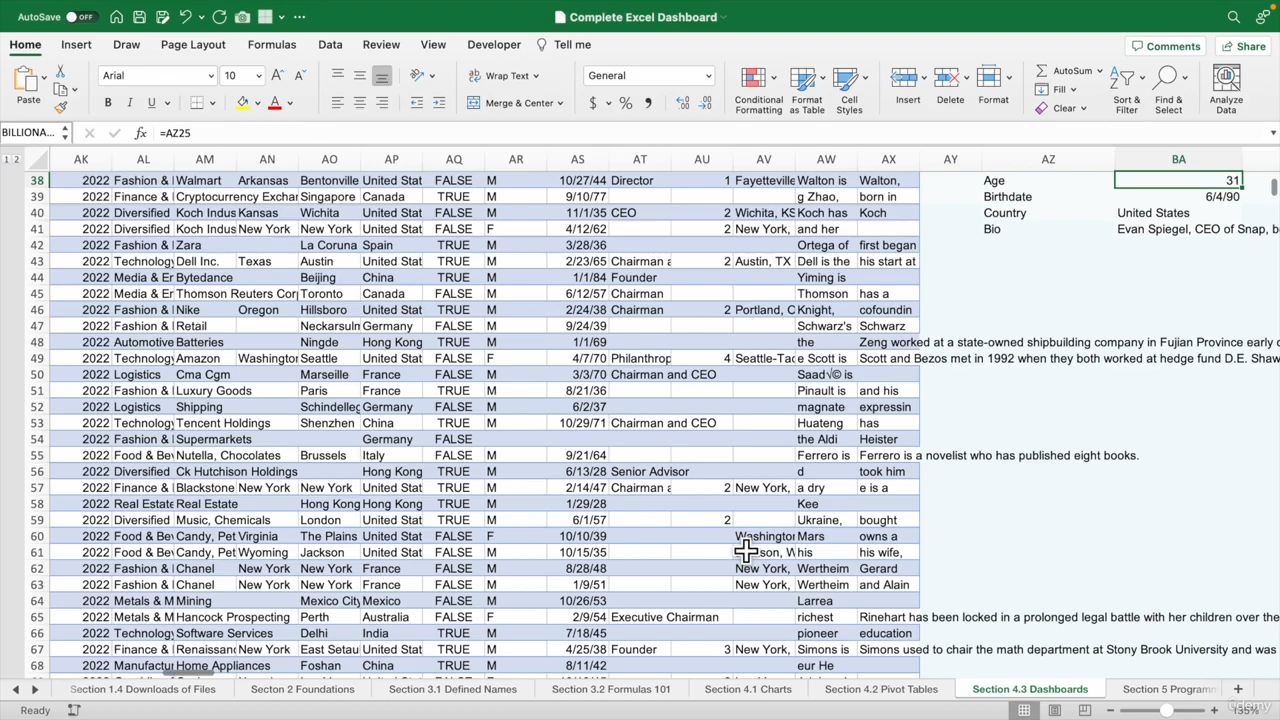 AutoSave OFF Complete Excel Dashboard
Home Insert Draw Page Layout Formulas Data Review View Developer Tell me Comments Share
Arial 10 Wrap Text General AutoSum
Fill
Paste B I U Merge & Center $ % Conditional Formatting Format as Table Cell Styles Insert Delete Format Clear Sort & Filter Find & Select Analyze Data
BILLIONA... fx =AZ25
1 2 AK AL AM AN AO AP AQ AR AS AT AU AV AW AX AY AZ BA
38 2022 Fashion & Walmart Arkansas Bentonville United Stat FALSE M 10/27/44 Director 1 Fayetteville Walton is Walton, Age 31
39 2022 Finance & Cryptocurrency Exchang Singapore Canada TRUE M 9/10/77 g Zhao, born in Birthdate 6/4/90
40 2022 Diversified Koch Indus Kansas Wichita United Stat FALSE M 11/1/35 CEO 2 Wichita, KS Koch has Koch Country United States
41 2022 Diversified Koch Indus New York New York United Stat FALSE F 4/12/62 2 New York, and her Bio Evan Spiegel, CEO of Snap, b
42 2022 Fashion & Zara La Coruna Spain TRUE M 3/28/36 Ortega of first began
43 2022 Technology Dell Inc. Texas Austin United Stat TRUE M 2/23/65 Chairman a 2 Austin, TX Dell is the his start at
44 2022 Media & En Bytedance Beijing China TRUE M 1/1/84 Founder Yiming is
45 2022 Media & En Thomson Reuters Corp Toronto Canada FALSE M 6/12/57 Chairman Thomson has a
46 2022 Fashion & Nike Oregon Hillsboro United Stat TRUE M 2/24/38 Chairman 2 Portland, O Knight, cofoundin
47 2022 Fashion & Retail Neckarsulm Germany FALSE M 9/24/39 Schwarz's Schwarz
48 2022 Automotive Batteries Ningde Hong Kong TRUE M 1/1/69 the Zeng worked at a state-owned shipbuilding company in Fujian Province early c
49 2022 Technology Amazon Washington Seattle United Stat FALSE F 4/7/70 Philanthrop 4 Seattle-Tac e Scott is Scott and Bezos met in 1992 when they both worked at hedge fund D.E. Shaw
50 2022 Logistics Cma Cgm Marseille France FALSE M 3/3/70 Chairman and CEO Saad√© is
51 2022 Fashion & Luxury Goods Paris France TRUE M 8/21/36 Pinault is and his
52 2022 Logistics Shipping Schindelleg Germany FALSE M 6/2/37 magnate expressin
53 2022 Technology Tencent Holdings Shenzhen China TRUE M 10/29/71 Chairman and CEO Huateng has
54 2022 Fashion & Supermarkets Germany FALSE the Aldi Heister
55 2022 Food & Bev Nutella, Chocolates Brussels Italy FALSE M 9/21/64 Ferrero is Ferrero is a novelist who has published eight books.
56 2022 Diversified Ck Hutchison Holdings Hong Kong TRUE M 6/13/28 Senior Advisor d took him
57 2022 Finance & Blackstone New York New York United Stat TRUE M 2/14/47 Chairman a 2 New York, a dry e is a
58 2022 Real Estate Real Estate Hong Kong Hong Kong TRUE M 1/29/28 Kee
59 2022 Diversified Music, Chemicals London United Stat TRUE M 6/1/57 2 Ukraine, bought
60 2022 Food & Bev Candy, Pet Virginia The Plains United Stat FALSE F 10/10/39 Washington Mars owns a
61 2022 Food & Bev Candy, Pet Wyoming Jackson United Stat FALSE M 10/15/35 his his wife,
62 2022 Fashion & Chanel New York New York France FALSE M 8/28/48 New York, Wertheim Gerard
63 2022 Fashion & Chanel New York New York France FALSE M 1/9/51 New York, Wertheim and Alain
64 2022 Metals & M Mining Mexico City Mexico FALSE M 10/26/53 Larrea
65 2022 Metals & M Hancock Prospecting Perth Australia FALSE F 2/9/54 Executive Chairman richest Rinehart has been locked in a prolonged legal battle with her children over the
66 2022 Technology Software Services Delhi India TRUE M 7/18/45 pioneer education
67 2022 Finance & Renaissanc New York East Setau United Stat TRUE M 4/25/38 Founder 3 New York, Simons is Simons used to chair the math department at Stony Brook University and was
68 2022 Manufactu Home Appliances Foshan China TRUE M 8/11/42 eur He
Section 1.4 Downloads of Files Secton 2 Foundations Section 3.1 Defined Names Section 3.2 Formulas 101 Section 4.1 Charts Section 4.2 Pivot Tables Section 4.3 Dashboards Section 5 Programm
Ready 135%
udemy